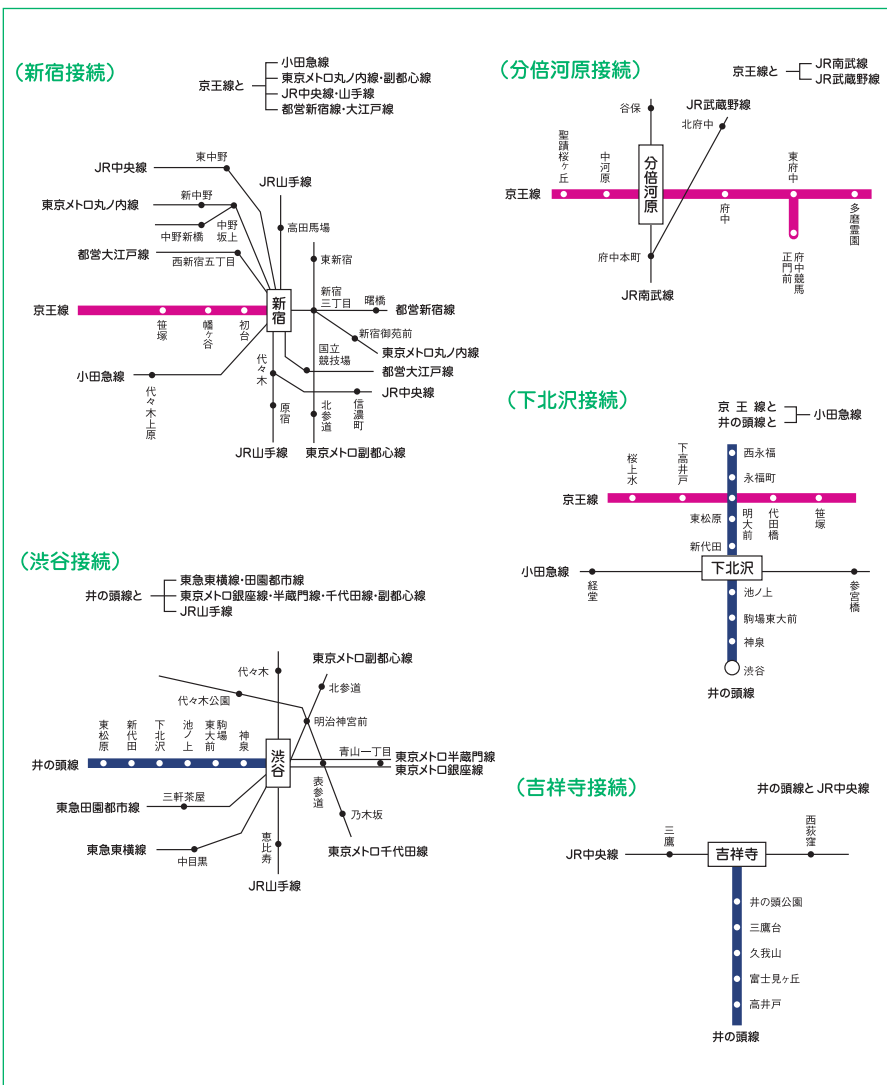 (新宿接続)
京王線と
小田急線
東京メトロ丸ノ内線・副都心線
JR中央線・山手線
都営新宿線・大江戸線
東中野
JR中央線
JR山手線
新中野
東京メトロ丸ノ内線
中野新橋
中野
坂上
高田馬場
都営大江戸線
西新宿五丁目
東新宿
新宿
新宿
三丁目
曙橋
京王線
都営新宿線
笹塚
幡ヶ谷
初台
新宿御苑前
東京メトロ丸ノ内線
国立
競技場
都営大江戸線
小田急線
代々木
JR中央線
代々木上原
原宿
北参道
信濃町
JR山手線
東京メトロ副都心線
(渋谷接続)
井の頭線と
東急東横線・田園都市線
東京メトロ銀座線・半蔵門線・千代田線・副都心線
JR山手線
東京メトロ副都心線
代々木
北参道
代々木公園
明治神宮前
東松原
新代田
下北沢
池ノ上
駒場
東大前
神泉
渋谷
青山一丁目
東京メトロ半蔵門線
東京メトロ銀座線
井の頭線
表参道
三軒茶屋
東急田園都市線
乃木坂
恵比寿
東急東横線
中目黒
東京メトロ千代田線
JR山手線
(分倍河原接続)
京王線と
JR南武線
JR武蔵野線
谷保
JR武蔵野線
北府中
聖蹟桜ヶ丘
中河原
分倍河原
東府中
京王線
府中
多磨霊園
府中競馬
正門前
府中本町
JR南武線
(下北沢接続)
京王線と
井の頭線と
小田急線
西永福
桜上水
下高井戸
永福町
京王線
東松原
明大前
代田橋
笹塚
新代田
小田急線
下北沢
経堂
参宮橋
池ノ上
駒場東大前
神泉
渋谷
井の頭線
(吉祥寺接続)
井の頭線とJR中央線
三鷹
西荻窪
JR中央線
吉祥寺
井の頭公園
三鷹台
久我山
富士見ヶ丘
高井戸
井の頭線